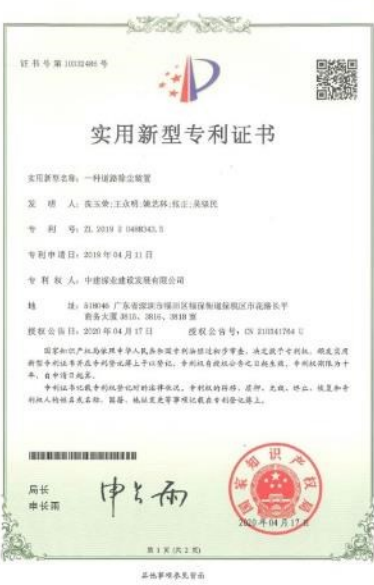 证书号第10332486号
实用新型专利证书
实用新型名称：一种道路除尘装置
发 明 人：王众明;张正;吴镇民
专 利 号：ZL 2019 2 0488343.5
专利申请日：2019年04月11日
专 利 权 人：中建绿业建设发展有限公司
地 址：518040 广东省深圳市福田区福保街道保税区市花路长平
商务大厦 3815、3816、3818室
授权公告日：2020年04月17日 授权公告号：CN 210341764 U
国家知识产权局依照中华人民共和国专利法经过初步审查，决定授予专利权，颁发实用
新型专利证书并在专利登记簿上予以登记。专利权自授权公告之日起生效。专利权期限为十
年，自申请日起算。
专利证书记载专利权登记时的法律状况。专利权的转移、质押、无效、终止、恢复和专
利权人的姓名或名称、国籍、地址变更等事项记载在专利登记簿上。
局长
申长雨
申长雨
国家知识产权局
2020年04月17日
第 1 页 (共 2 页)
其他事项参见背面